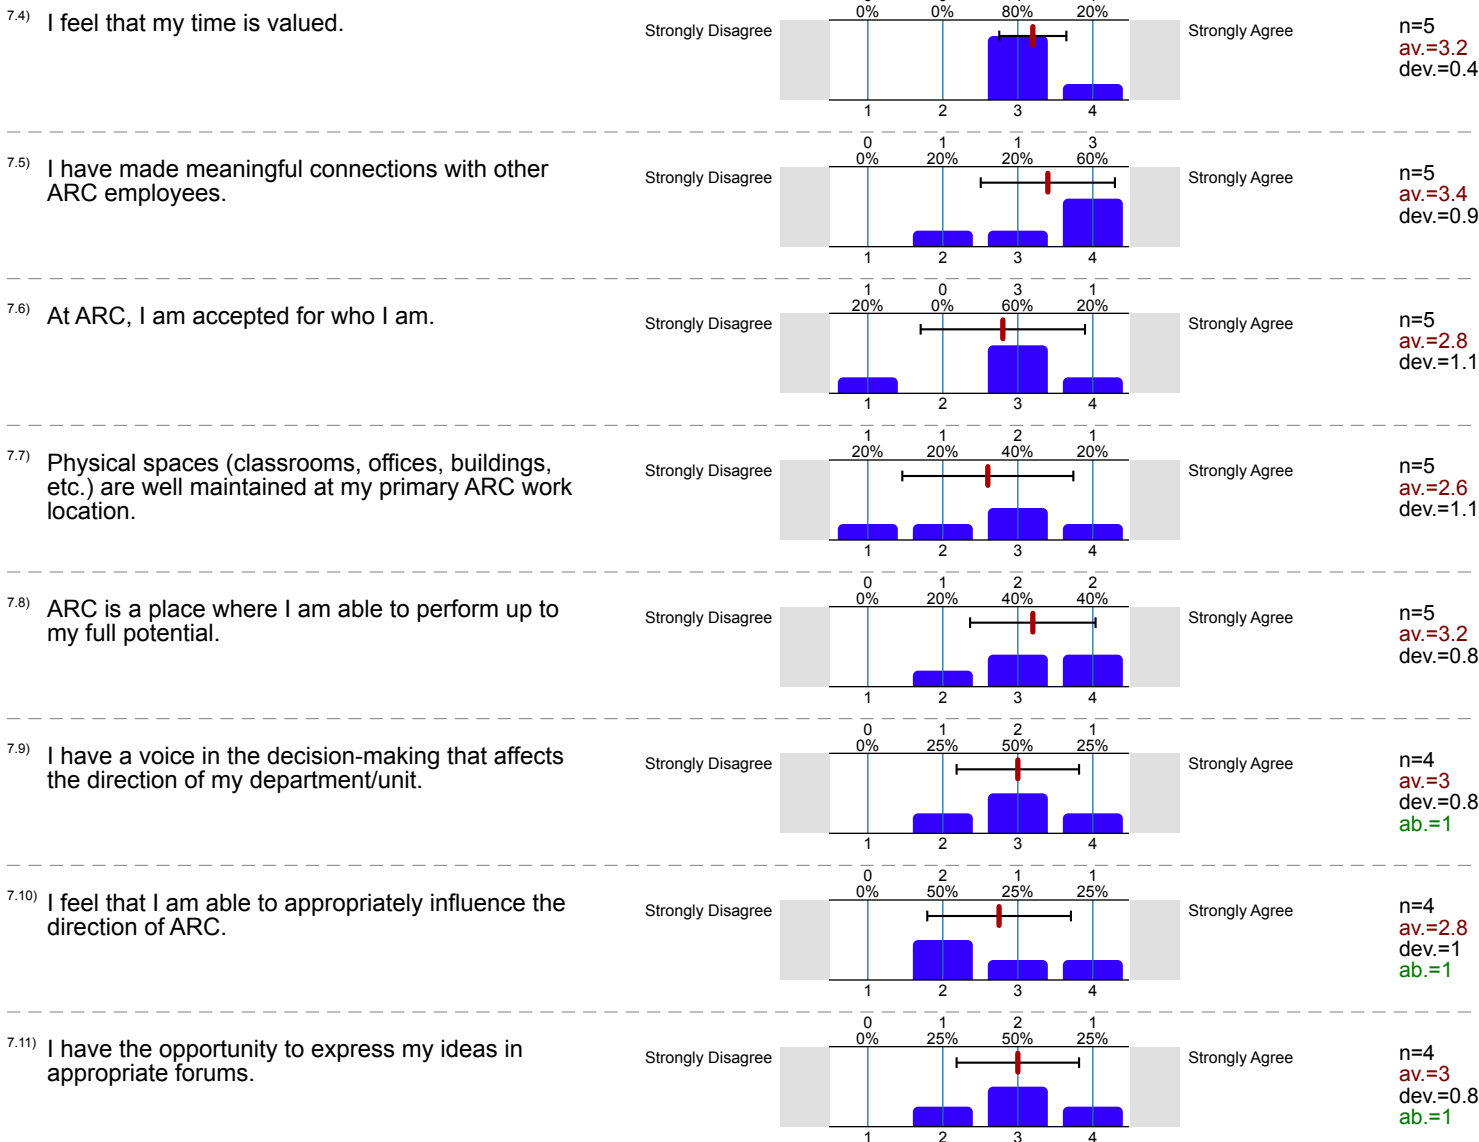 7.4) I feel that my time is valued.
Strongly Disagree
0% 0% 80% 20%
1 2 3 4
Strongly Agree
n=5
av.=3.2
dev.=0.4
7.5) I have made meaningful connections with other
ARC employees.
Strongly Disagree
0 1 1 3
0% 20% 20% 60%
1 2 3 4
Strongly Agree
n=5
av.=3.4
dev.=0.9
7.6) At ARC, I am accepted for who I am.
Strongly Disagree
1 0 3 1
20% 0% 60% 20%
1 2 3 4
Strongly Agree
n=5
av.=2.8
dev.=1.1
7.7) Physical spaces (classrooms, offices, buildings,
etc.) are well maintained at my primary ARC work
location.
Strongly Disagree
1 1 2 1
20% 20% 40% 20%
1 2 3 4
Strongly Agree
n=5
av.=2.6
dev.=1.1
7.8) ARC is a place where I am able to perform up to
my full potential.
Strongly Disagree
0 1 2 2
0% 20% 40% 40%
1 2 3 4
Strongly Agree
n=5
av.=3.2
dev.=0.8
7.9) I have a voice in the decision-making that affects
the direction of my department/unit.
Strongly Disagree
0 1 2 1
0% 25% 50% 25%
1 2 3 4
Strongly Agree
n=4
av.=3
dev.=0.8
ab.=1
7.10) I feel that I am able to appropriately influence the
direction of ARC.
Strongly Disagree
0 2 1 1
0% 50% 25% 25%
1 2 3 4
Strongly Agree
n=4
av.=2.8
dev.=1
ab.=1
7.11) I have the opportunity to express my ideas in
appropriate forums.
Strongly Disagree
0 1 2 1
0% 25% 50% 25%
1 2 3 4
Strongly Agree
n=4
av.=3
dev.=0.8
ab.=1